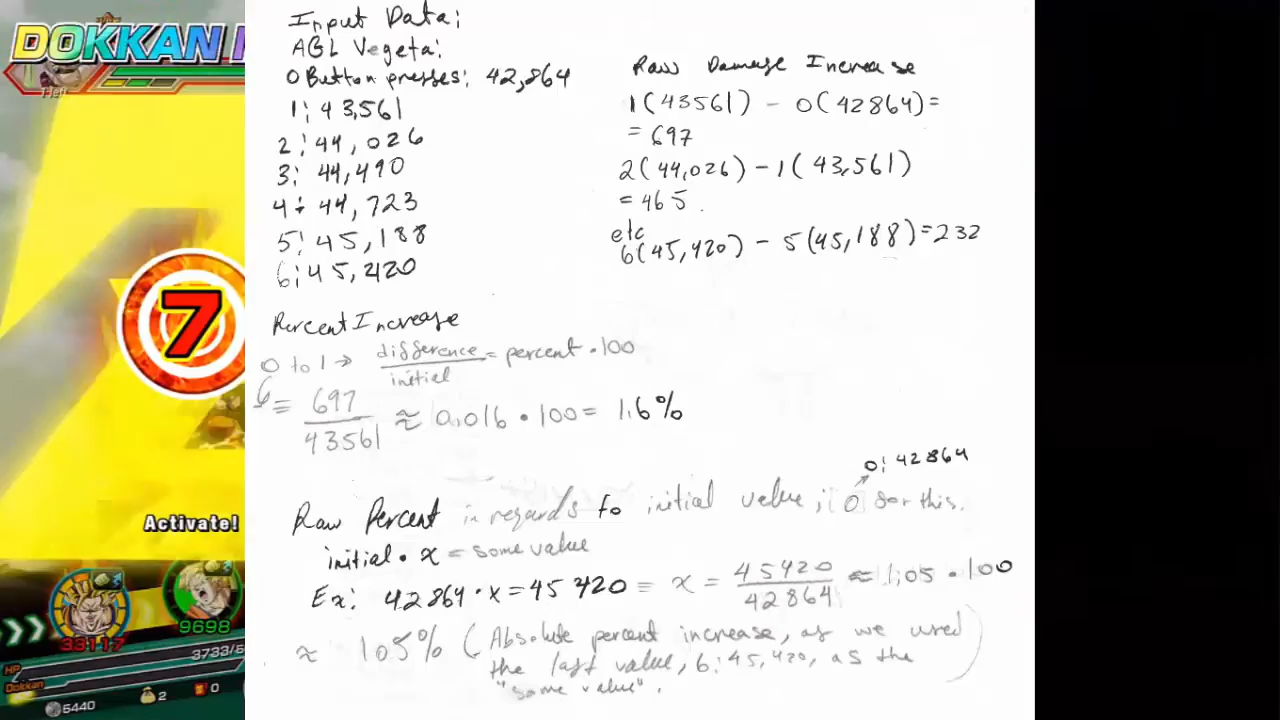 DOKKAN
7
Activate!
33117
9698
3733/5
HP
Dokkan
6440
2
0
Input Data:
AGL Vegeta:
0 Button presses: 42,864
1: 43,561
2: 44,026
3: 44,490
4: 44,723
5: 45,188
6: 45,420
Raw Damage Increase
1(43561) - 0(42864) =
= 697
2(44,026) - 1(43,561)
= 465
etc
6(45,420) - 5(45,188) = 232
Percent Increase
0 to 1 → difference/initial = percent • 100
= 697/43561 ≈ 0.016 • 100 = 1.6%
0: 42864
Raw Percent in regards to initial value; 0 for this.
initial • x = some value
Ex: 42864 • x = 45420 = x = 45420/42864 ≈ 1.05 • 100
≈ 105% (Absolute percent increase, as we used
the last value, 6: 45,420, as the
"some value".)